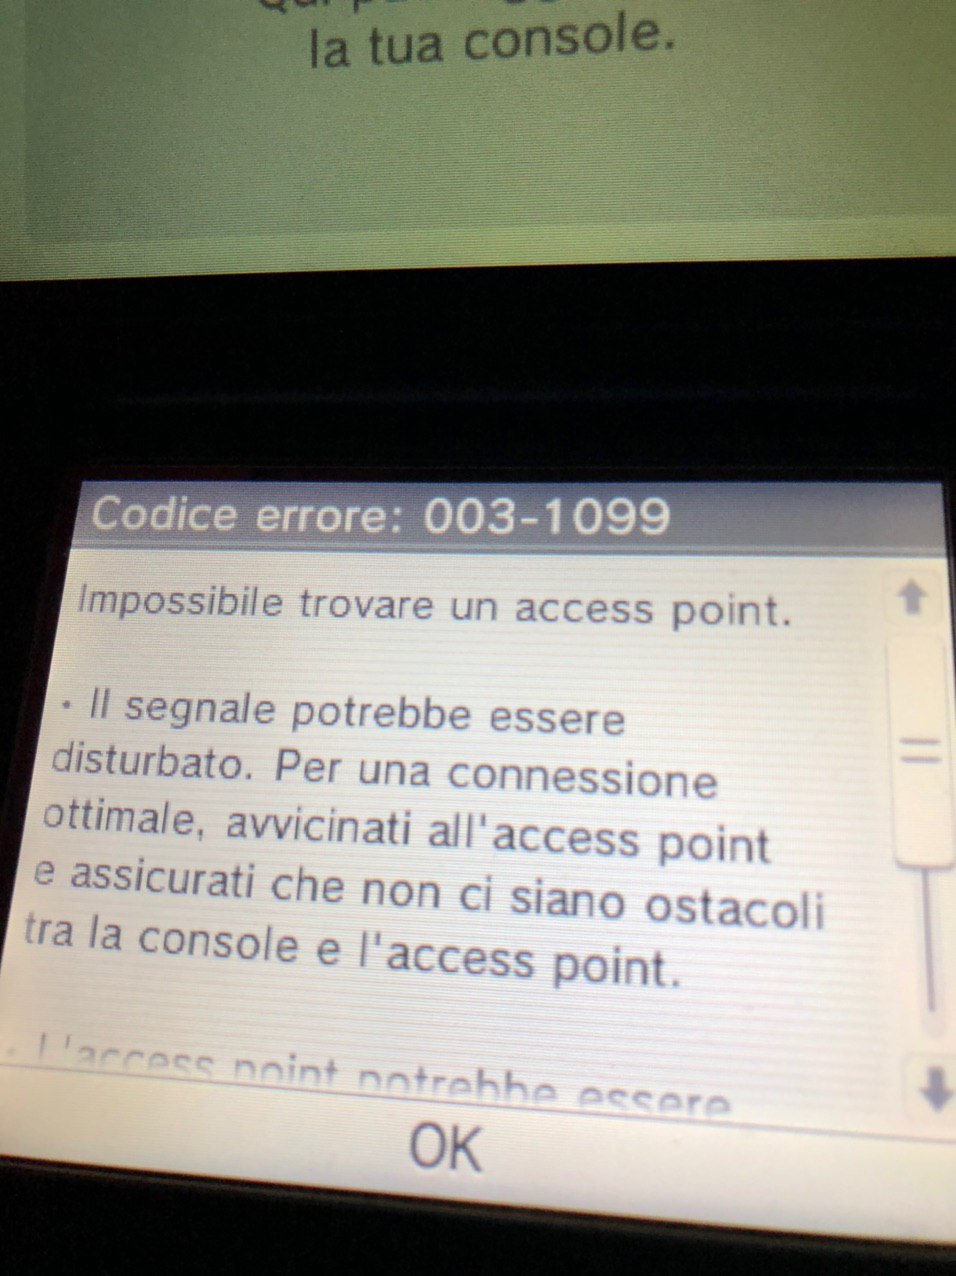 la tua console.
Codice errore: 003-1099
Impossibile trovare un access point.
· Il segnale potrebbe essere
disturbato. Per una connessione
ottimale, avvicinati all'access point
e assicurati che non ci siano ostacoli
tra la console e l'access point.
· L'access point potrebbe essere
OK